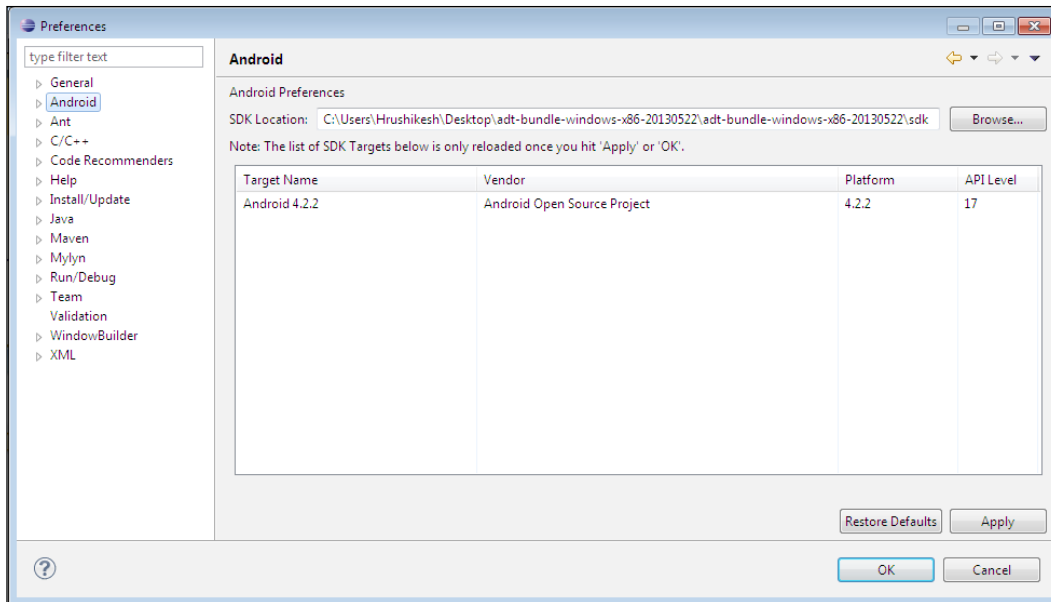 Preferences
type filter text
General
Android
Ant
C/C++
Code Recommenders
Help
Install/Update
Java
Maven
Mylyn
Run/Debug
Team
Validation
WindowBuilder
XML
Android
Android Preferences
SDK Location: C:\Users\Hrushikesh\Desktop\adt-bundle-windows-x86-20130522\adt-bundle-windows-x86-20130522\sdk Browse...
Note: The list of SDK Targets below is only reloaded once you hit 'Apply' or 'OK'.
Target Name Vendor Platform API Level
Android 4.2.2 Android Open Source Project 4.2.2 17
Restore Defaults Apply
? OK Cancel